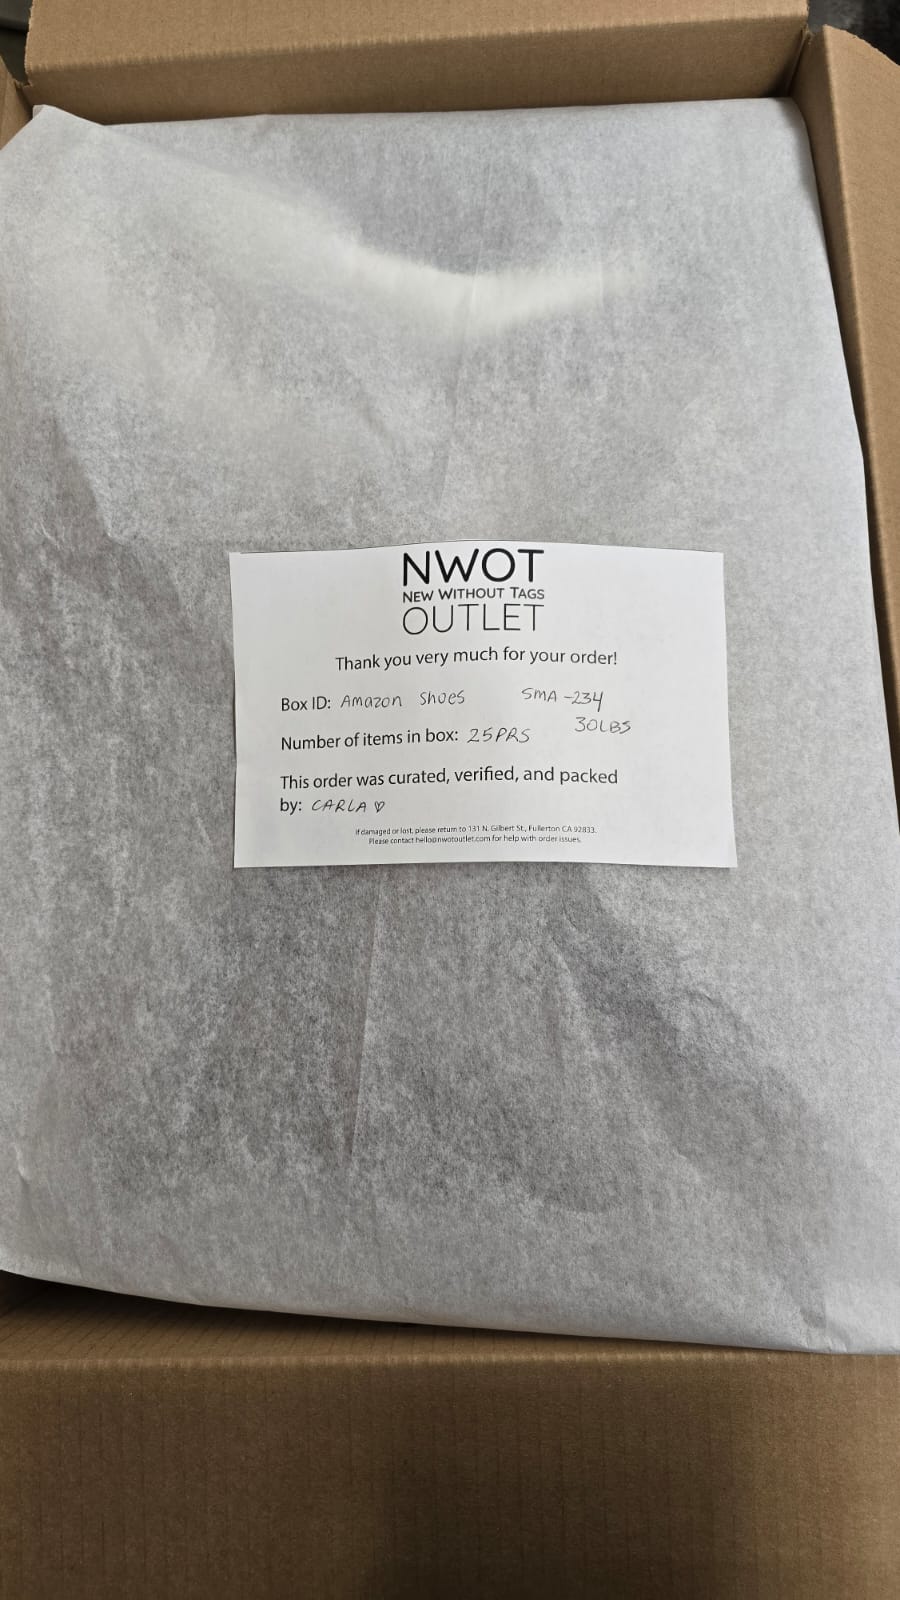 NWOT
NEW WITHOUT TAGS
OUTLET
Thank you very much for your order!
Box ID: Amazon Shoes SMA-234
30LBS
Number of items in box: 25PRS
This order was curated, verified, and packed
by: CARLA ♡
If damaged or lost, please return to 131 N. Gilbert St., Fullerton CA 92833.
Please contact hello@nwotoutlet.com for help with order issues.